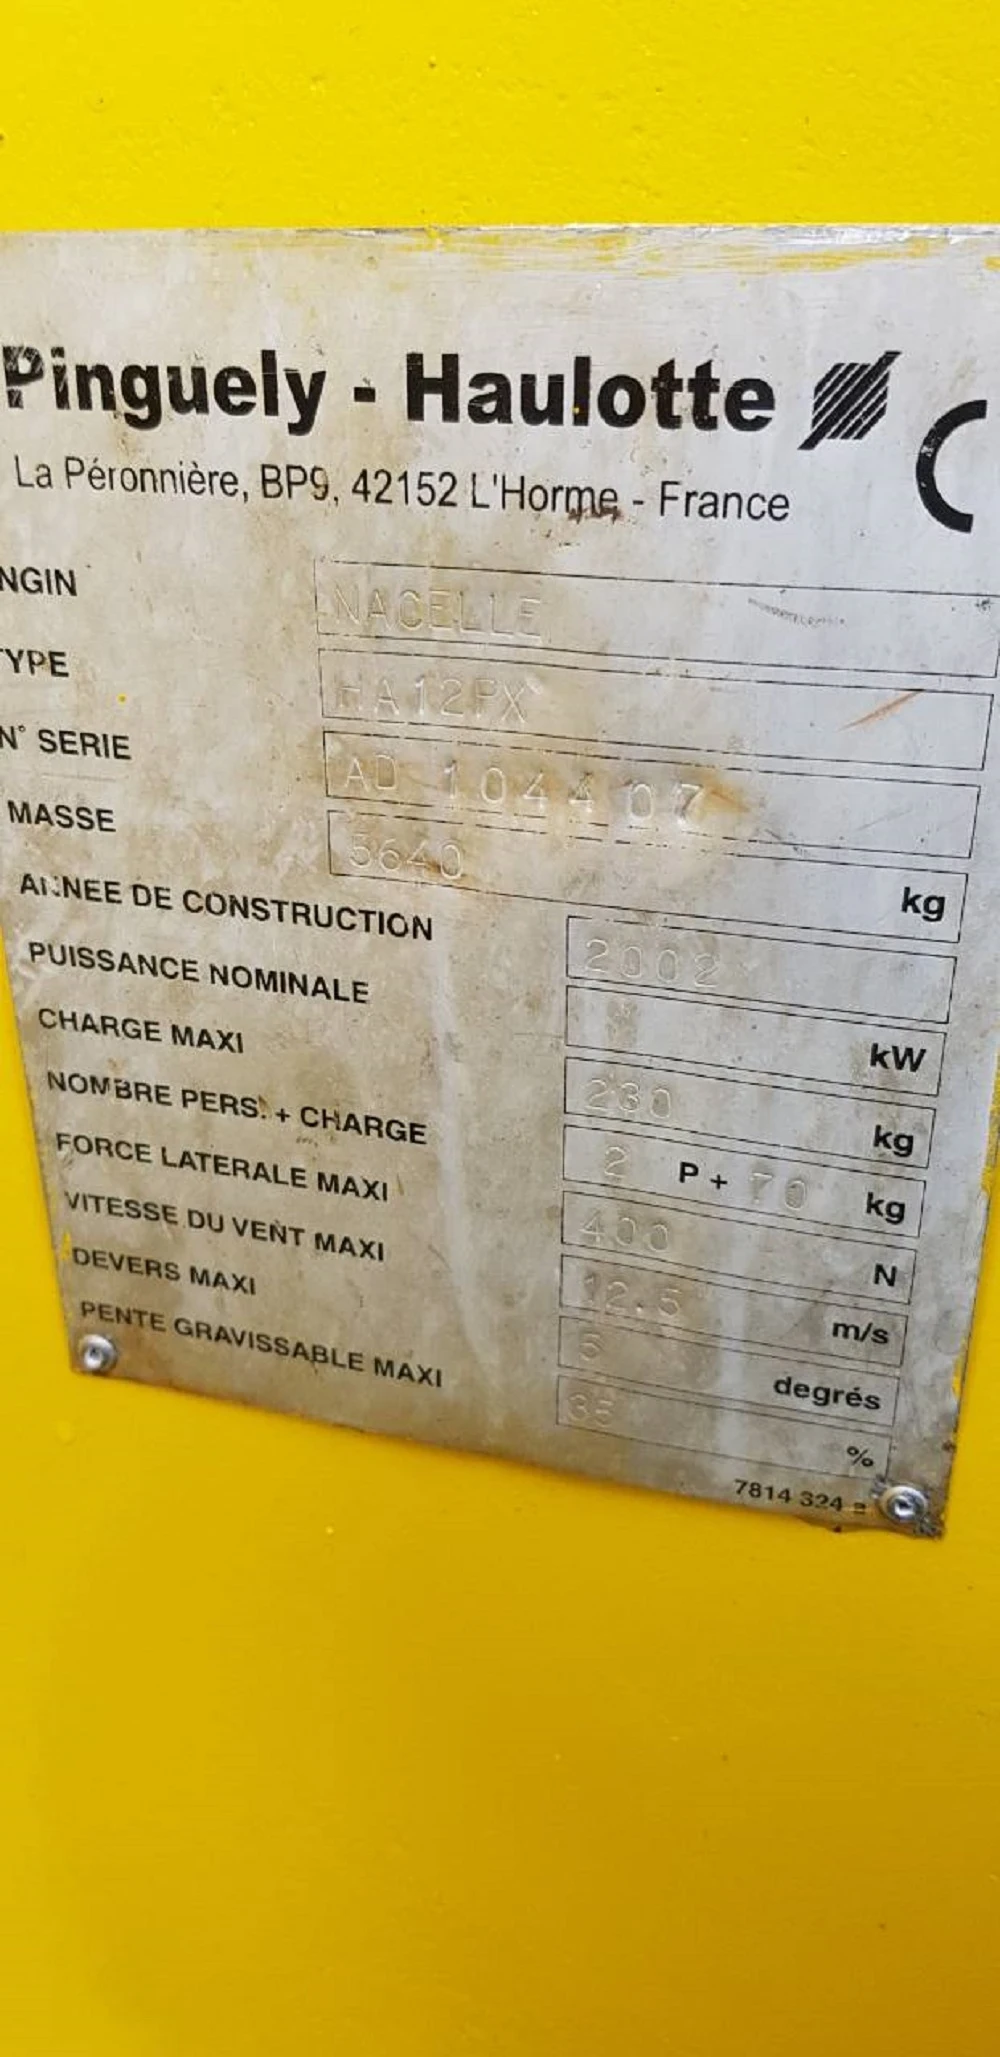 Pinguely - Haulotte C
La Péronnière, BP9, 42152 L'Horme - France
NGIN NACELLE
YPE HA12PX
N° SERIE AD 104407
MASSE 5640 kg
ANNEE DE CONSTRUCTION 2002
PUISSANCE NOMINALE kW
CHARGE MAXI 230 kg
NOMBRE PERS. + CHARGE 2 P + 70 kg
FORCE LATERALE MAXI 400 N
VITESSE DU VENT MAXI 12.5 m/s
DEVERS MAXI 5 degrés
PENTE GRAVISSABLE MAXI %
7814 324 a